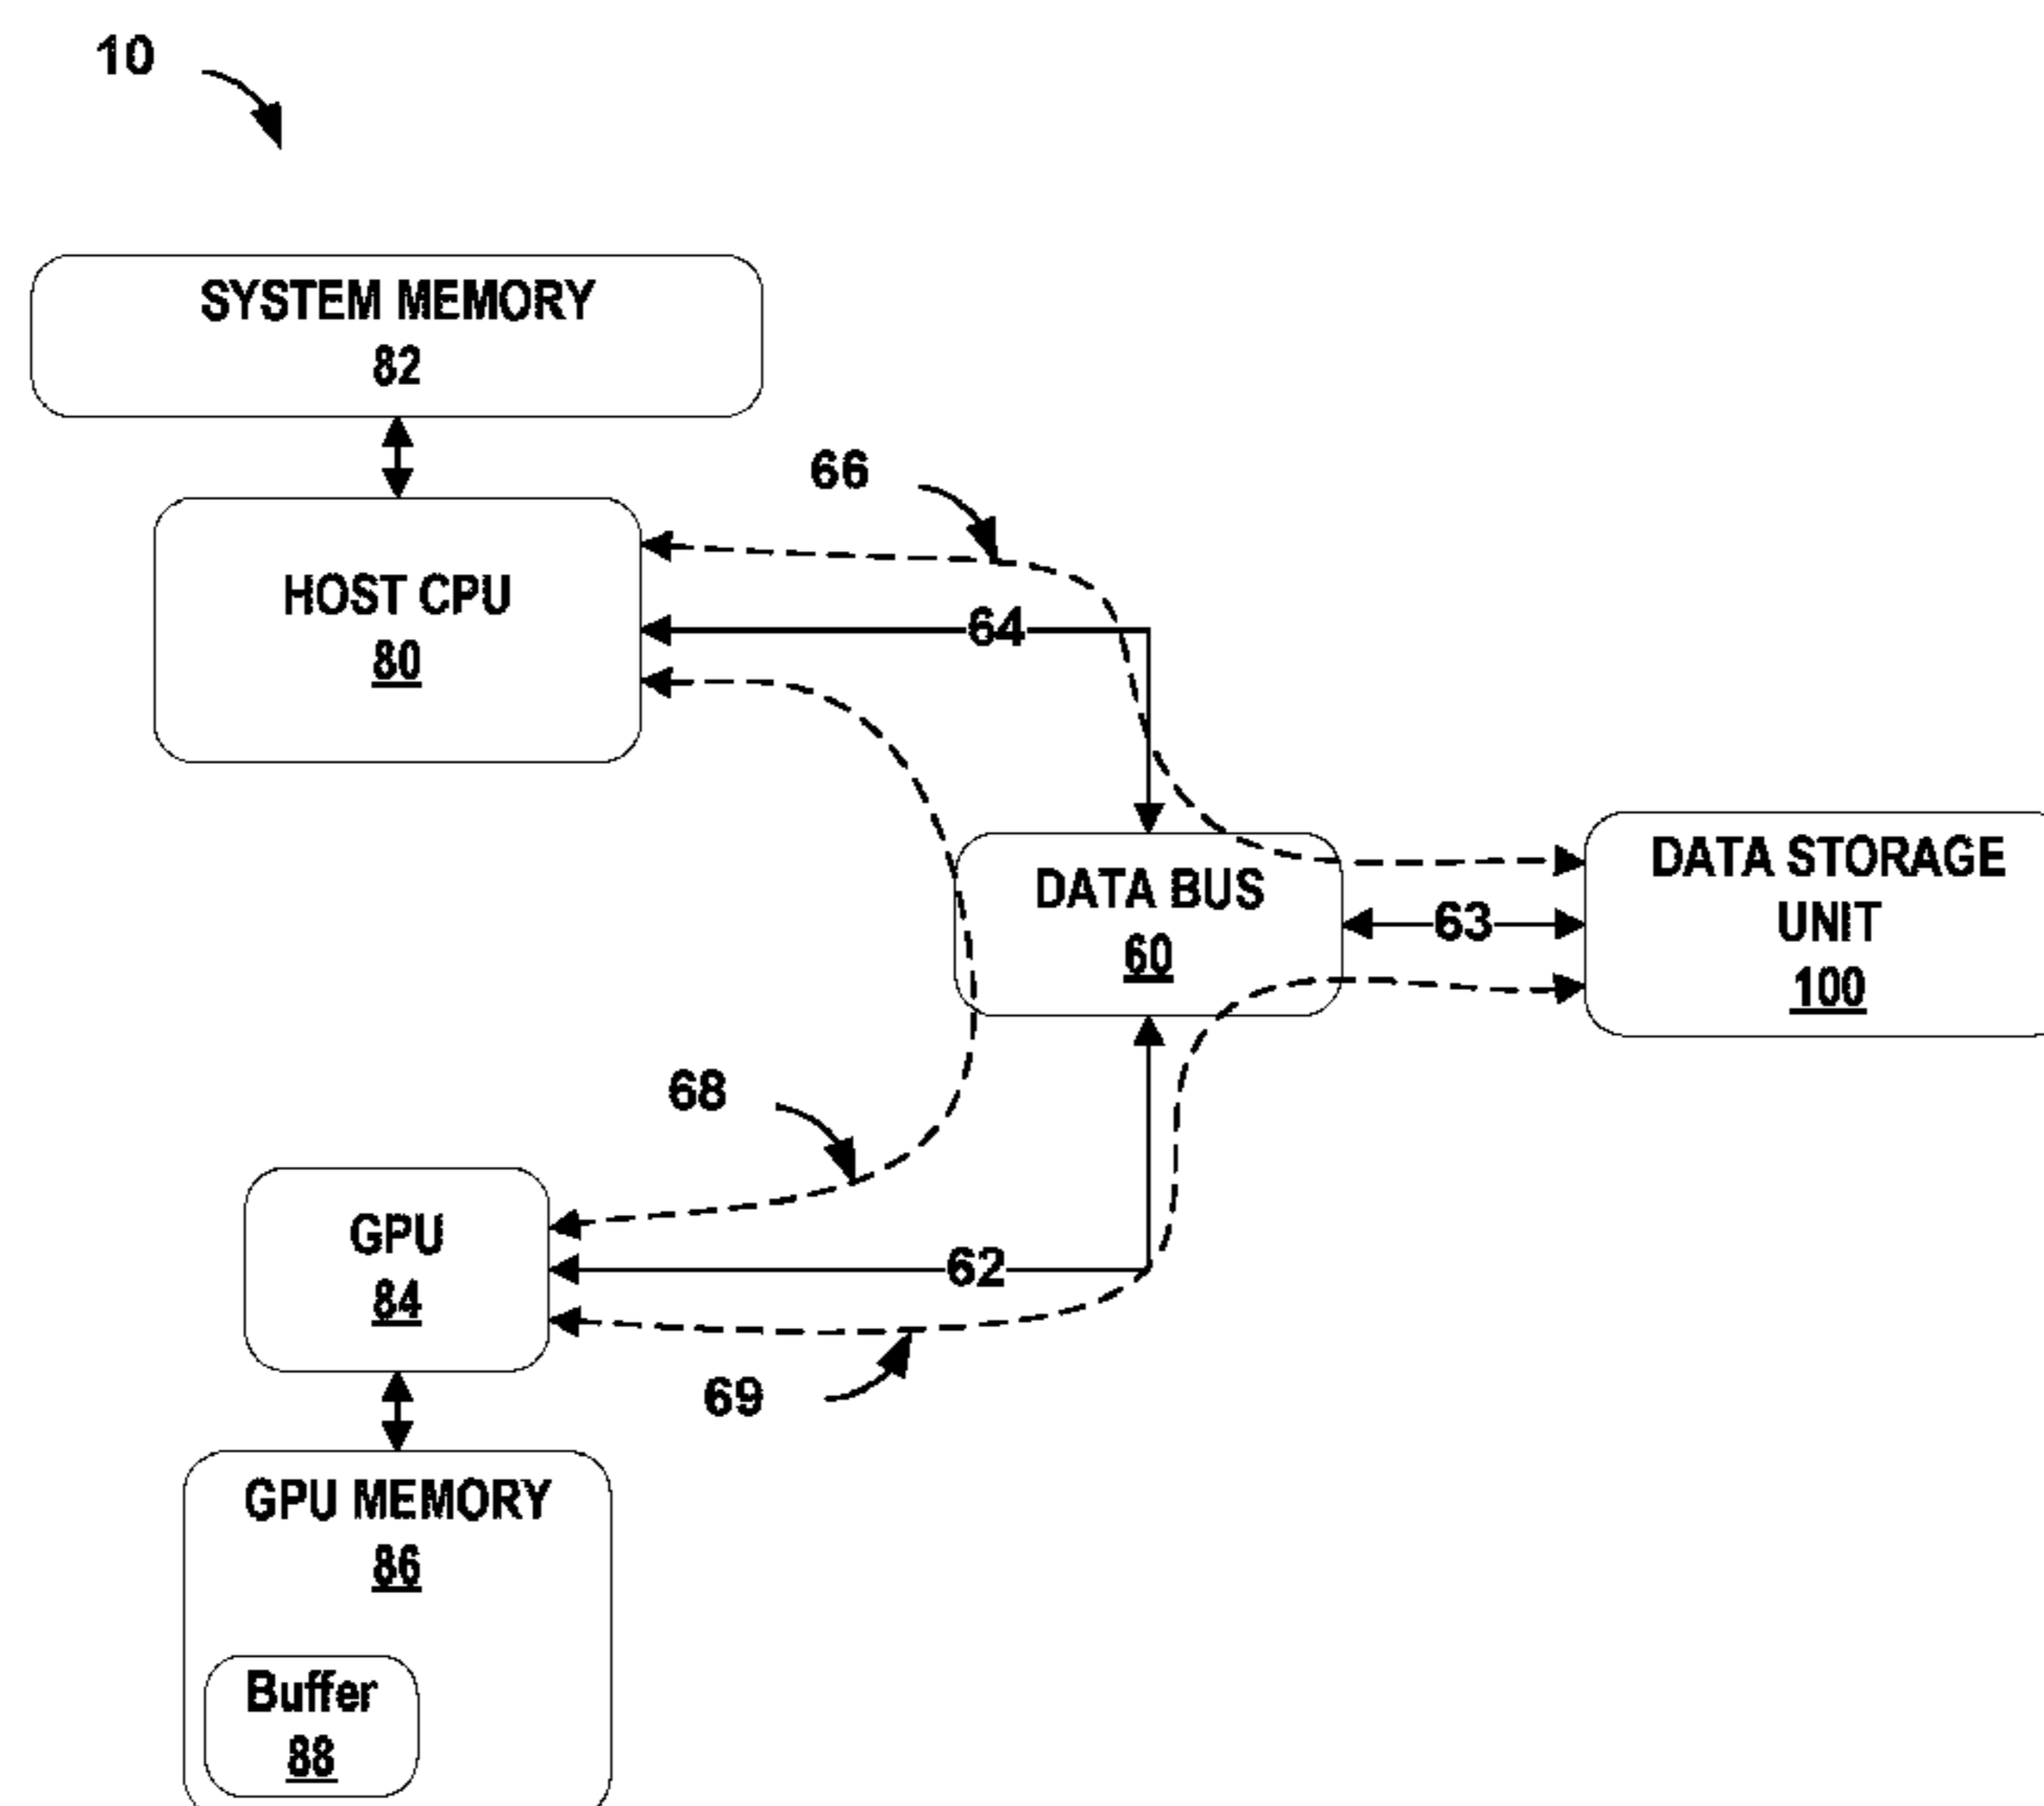 10
SYSTEM MEMORY
82
66
HOST CPU
80
64
DATA BUS
60
63
DATA STORAGE
UNIT
100
68
GPU
84
62
69
GPU MEMORY
86
Buffer
88